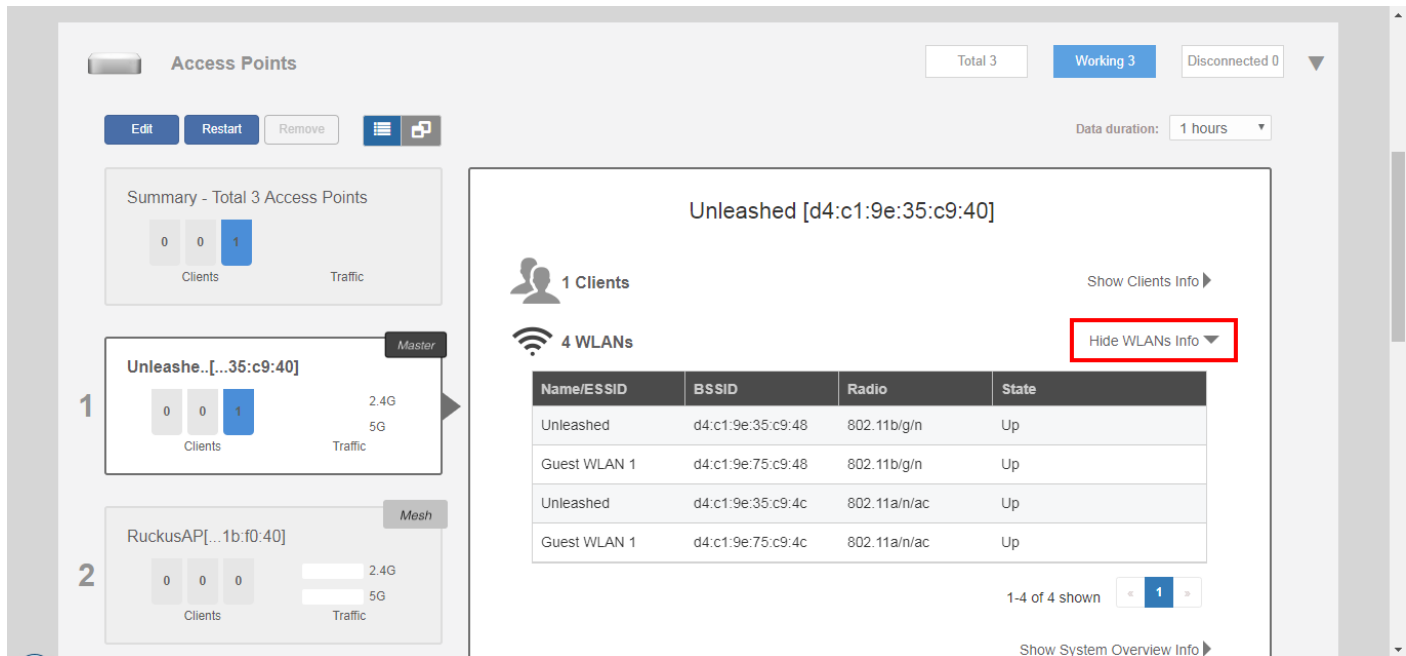 Access Points
Total 3
Working 3
Disconnected 0
Edit
Restart
Remove
Data duration:
1 hours
Summary - Total 3 Access Points
0 0 1
Clients Traffic
1
Master
Unleashe..[...35:c9:40]
0 0 1
2.4G
5G
Clients Traffic
2
Mesh
RuckusAP[...1b:f0:40]
0 0 0
2.4G
5G
Clients Traffic
Unleashed [d4:c1:9e:35:c9:40]
1 Clients Show Clients Info
4 WLANs Hide WLANs Info
Name/ESSID BSSID Radio State
Unleashed d4:c1:9e:35:c9:48 802.11b/g/n Up
Guest WLAN 1 d4:c1:9e:75:c9:48 802.11b/g/n Up
Unleashed d4:c1:9e:35:c9:4c 802.11a/n/ac Up
Guest WLAN 1 d4:c1:9e:75:c9:4c 802.11a/n/ac Up
1-4 of 4 shown « 1 »
Show System Overview Info